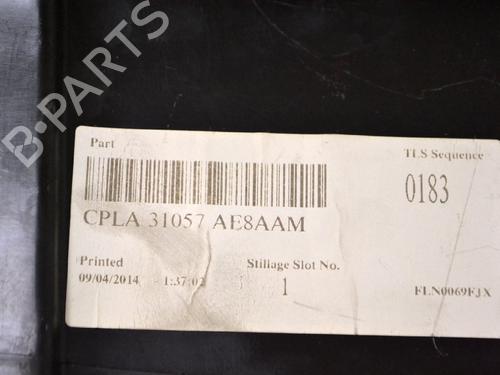 B-PARTS
Part
TLS Sequence
0183
CPLA 31057 AE8AAM
Printed
Stillage Slot No.
09/04/2014 - 1:37:02
1
FLN0069FJX